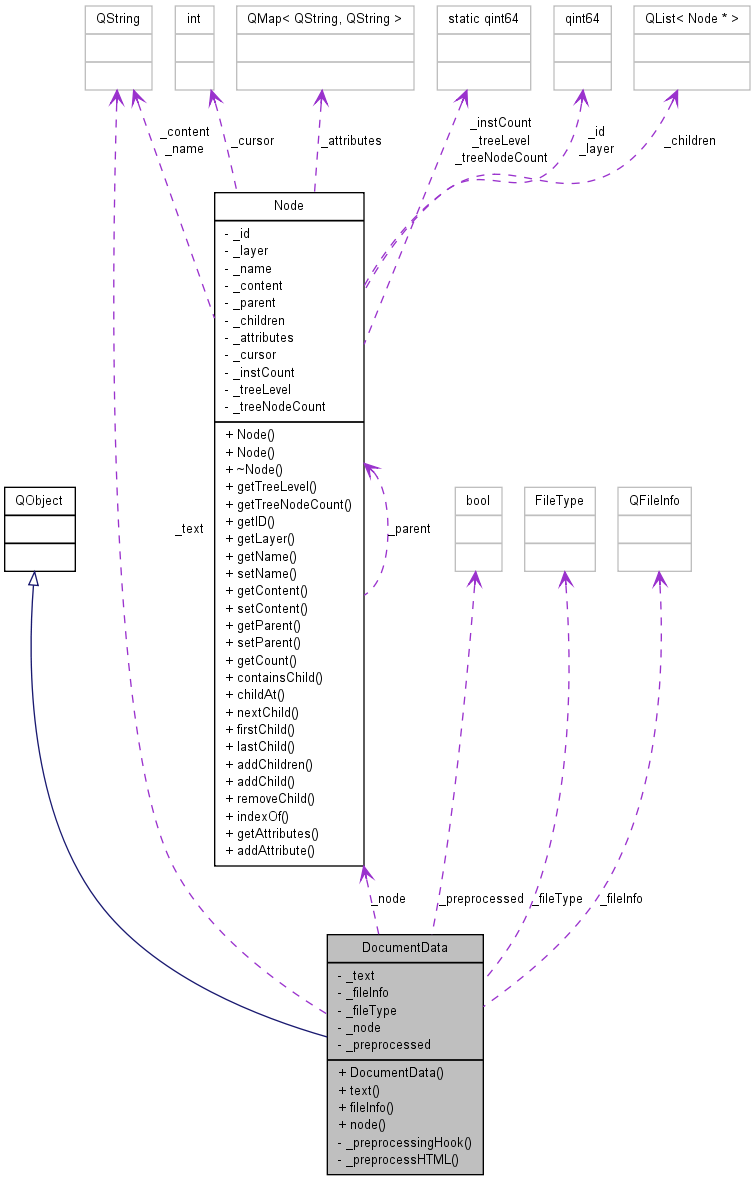 QString
int
QMap< QString, QString >
static qint64
qint64
QList< Node * >
_content
_name
_cursor
_attributes
_instCount
_treeLevel
_treeNodeCount
_id
_layer
_children
Node
- _id
- _layer
- _name
- _content
- _parent
- _children
- _attributes
- _cursor
- _instCount
- _treeLevel
- _treeNodeCount
+ Node()
+ Node()
+ ~Node()
+ getTreeLevel()
+ getTreeNodeCount()
+ getID()
+ getLayer()
+ getName()
+ setName()
+ getContent()
+ setContent()
+ getParent()
+ setParent()
+ getCount()
+ containsChild()
+ childAt()
+ nextChild()
+ firstChild()
+ lastChild()
+ addChildren()
+ addChild()
+ removeChild()
+ indexOf()
+ getAttributes()
+ addAttribute()
QObject
_text
_parent
bool
FileType
QFileInfo
_node
_preprocessed
_fileType
_fileInfo
DocumentData
- _text
- _fileInfo
- _fileType
- _node
- _preprocessed
+ DocumentData()
+ text()
+ fileInfo()
+ node()
- _preprocessingHook()
- _preprocessHTML()